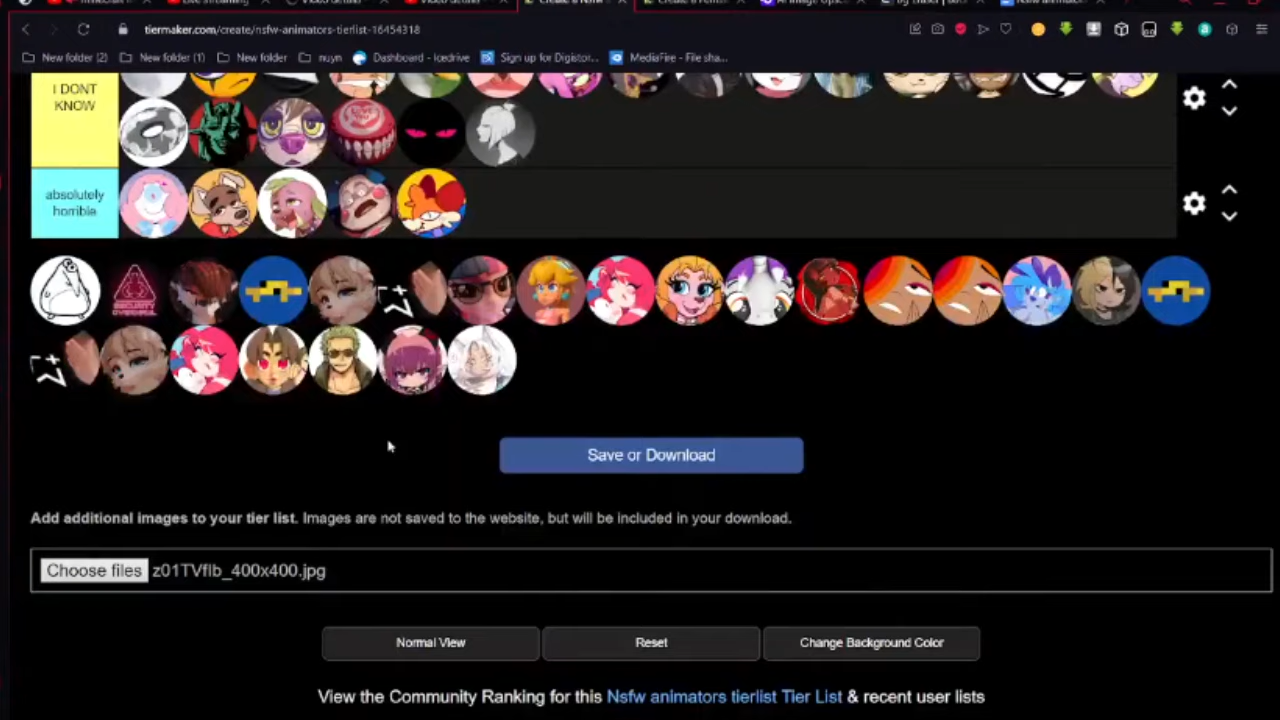 tiermaker.com/create/nsfw-animators-tierlist-16454318
New folder (2) New folder (1) New folder nuyn Dashboard - Icedrive Sign up for Digistor... MediaFire - File sha...
I DONT
KNOW
absolutely
horrible
SECURITY
Save or Download
Add additional images to your tier list. Images are not saved to the website, but will be included in your download.
Choose files z01TVflb_400x400.jpg
Normal View Reset Change Background Color
View the Community Ranking for this Nsfw animators tierlist Tier List & recent user lists